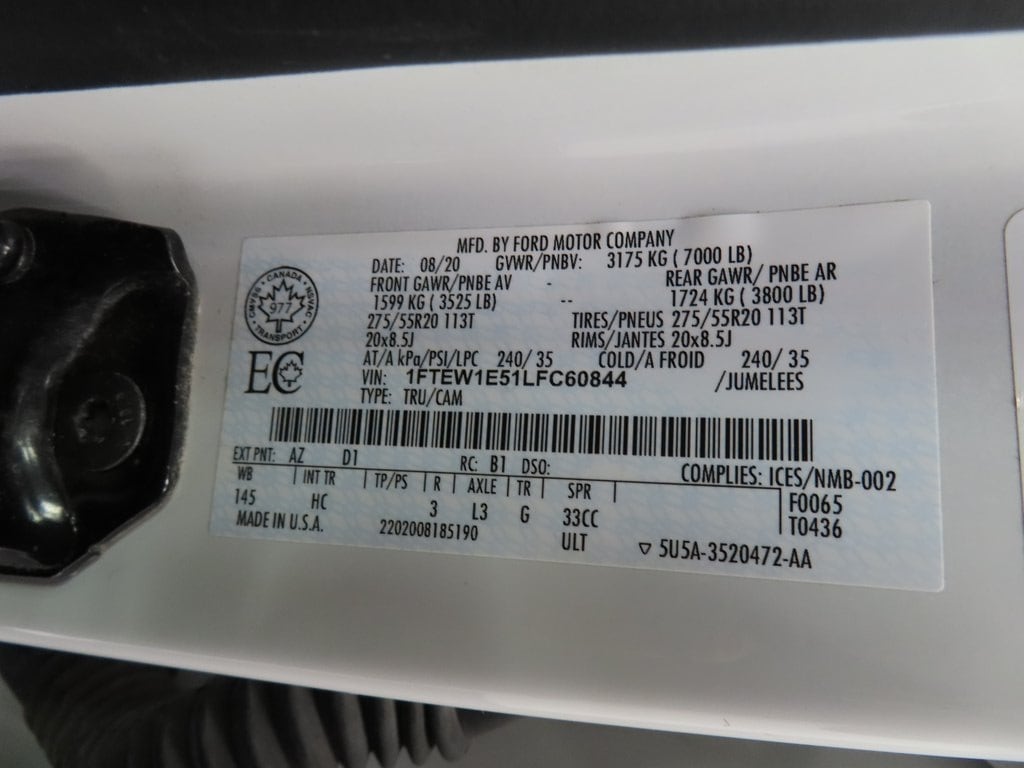 MFD. BY FORD MOTOR COMPANY
DATE: 08/20 GVWR/PNBV: 3175 KG ( 7000 LB)
FRONT GAWR/PNBE AV - REAR GAWR/ PNBE AR
1599 KG ( 3525 LB) -- 1724 KG ( 3800 LB)
275/55R20 113T TIRES/PNEUS 275/55R20 113T
20x8.5J RIMS/JANTES 20x8.5J
AT/A kPa/PSI/LPC 240/ 35 COLD/A FROID 240/ 35
VIN: 1FTEW1E51LFC60844 /JUMELEES
TYPE: TRU/CAM
CANADA
CMVSS NSVAC
977
TRANSPORT
EC
EXT PNT: AZ D1 RC: B1 DSO: COMPLIES: ICES/NMB-002
WB INT TR TP/PS R AXLE TR SPR F0065
145 HC 3 L3 G 33CC T0436
MADE IN U.S.A. 2202008185190 ULT 5U5A-3520472-AA